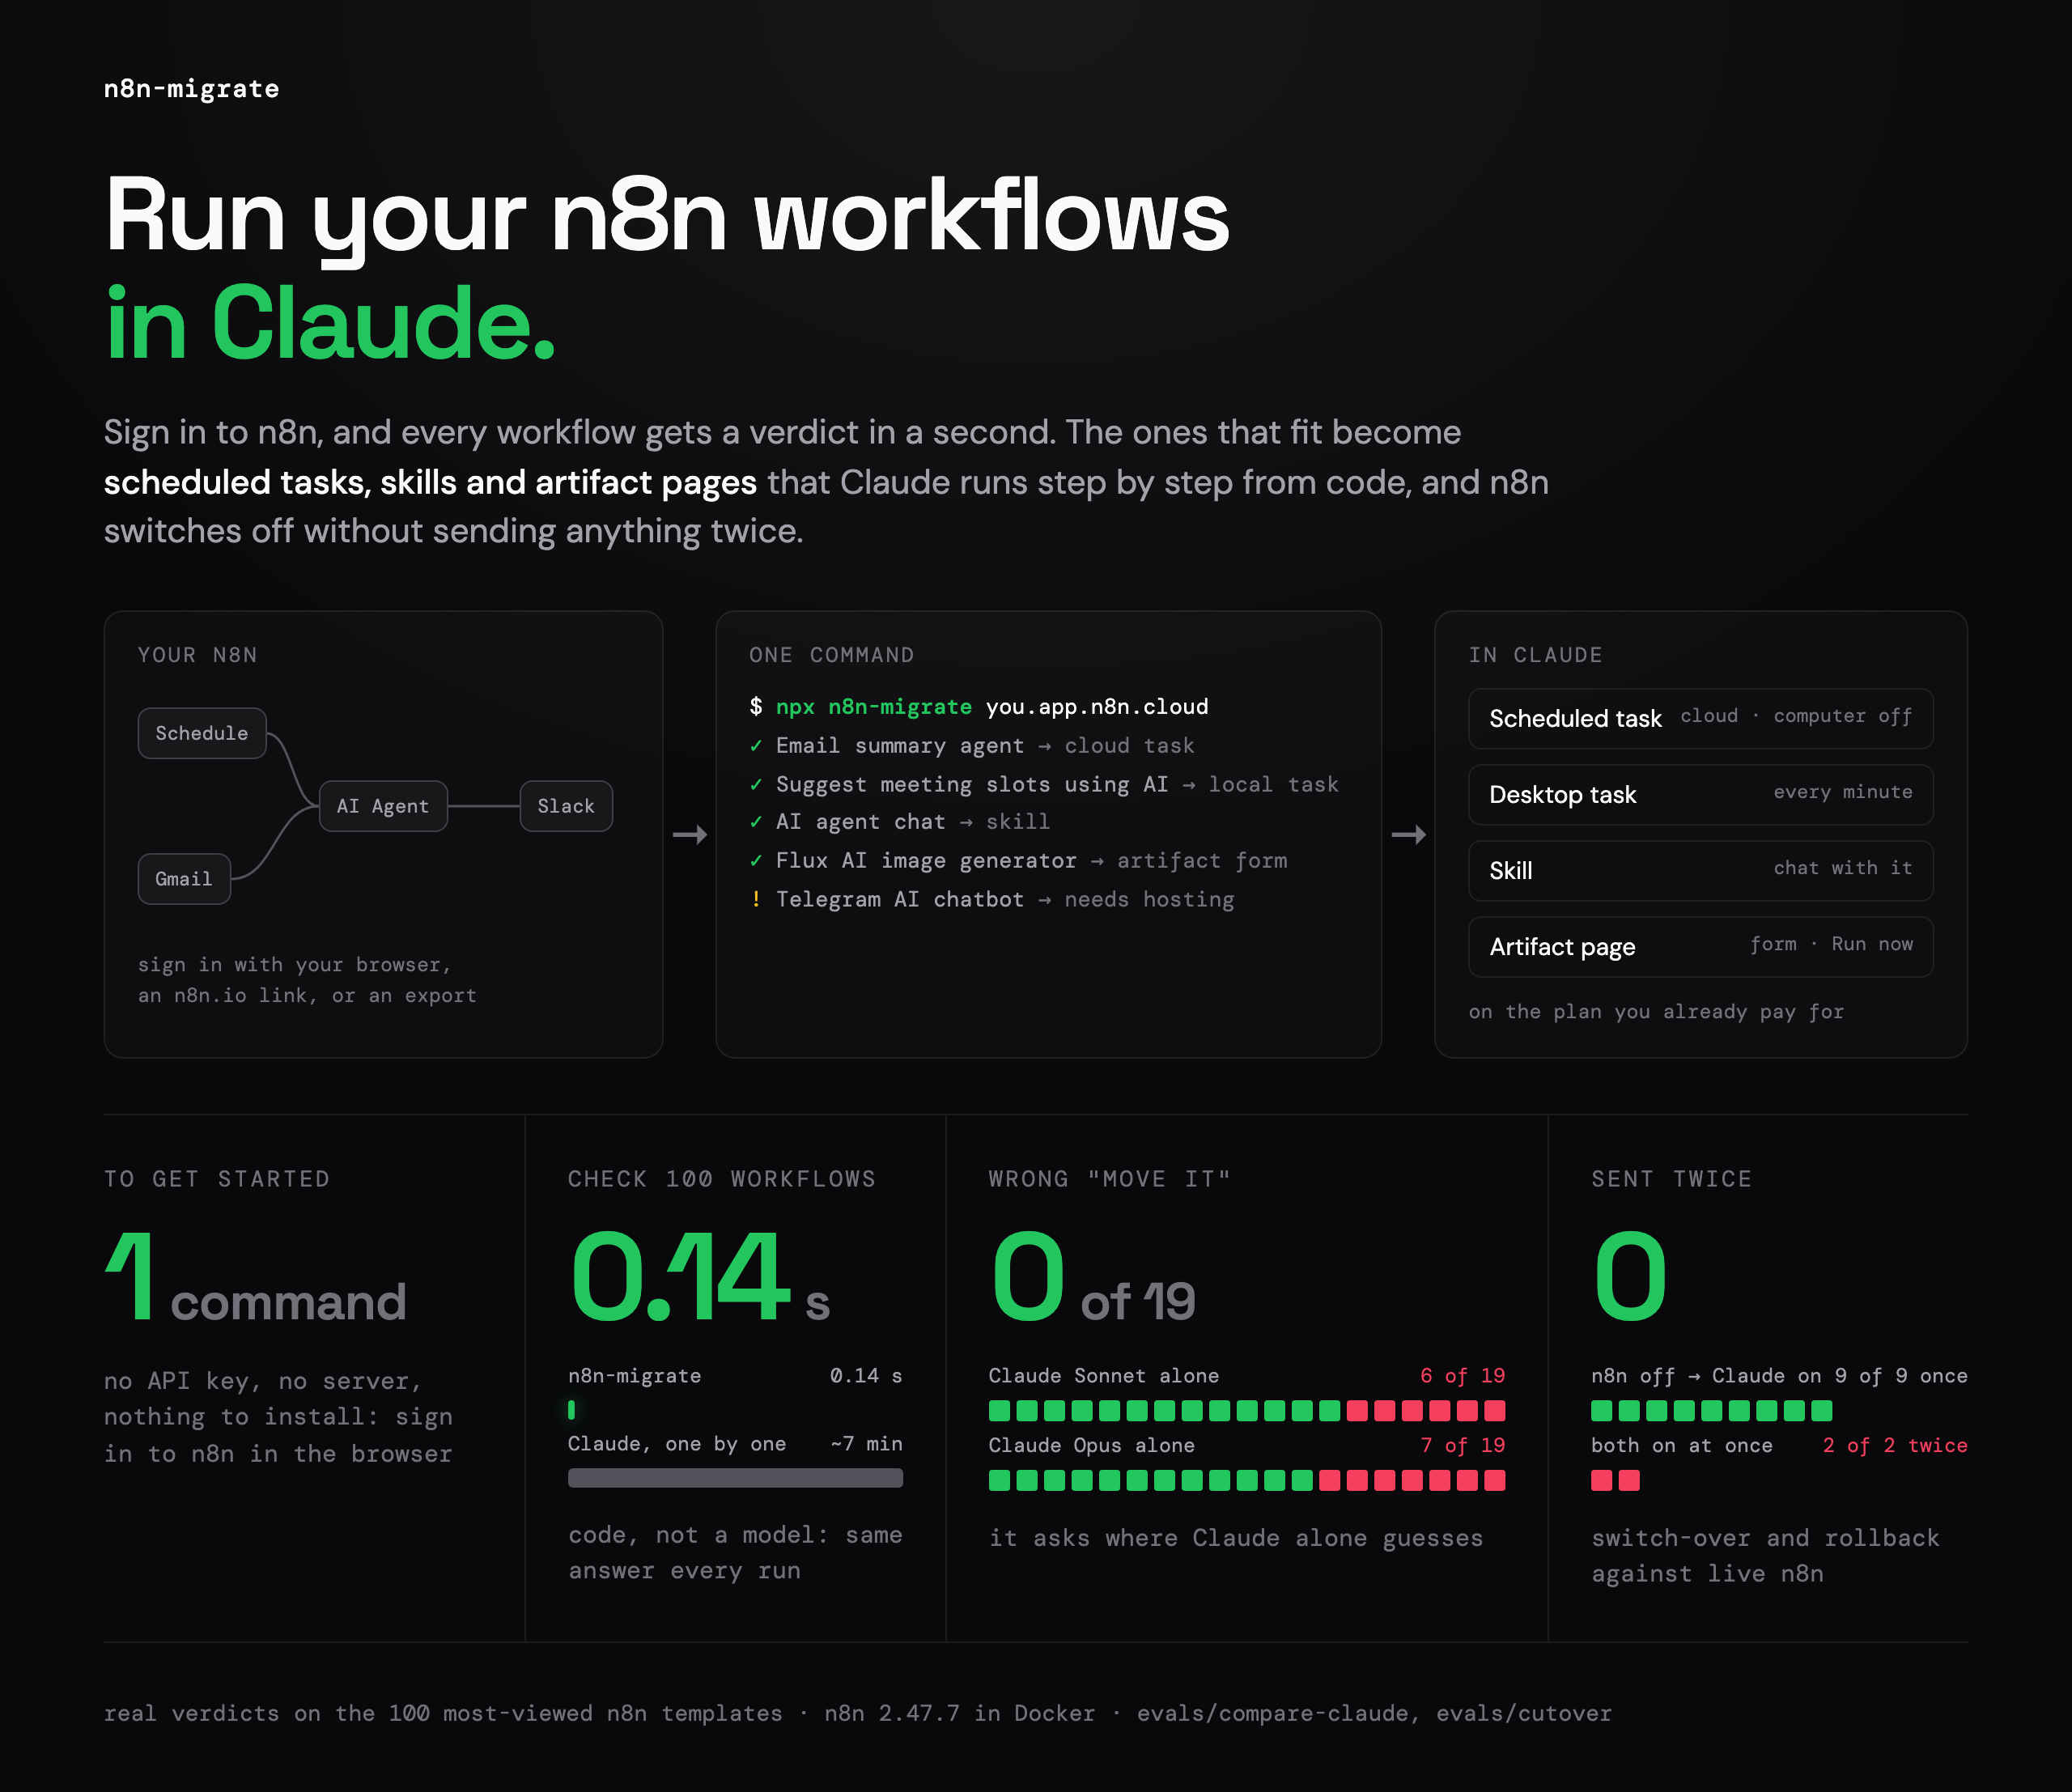 n8n-migrate
Run your n8n workflows
in Claude.
Sign in to n8n, and every workflow gets a verdict in a second. The ones that fit become
scheduled tasks, skills and artifact pages that Claude runs step by step from code, and n8n
switches off without sending anything twice.
YOUR N8N
Schedule
AI Agent
Slack
Gmail
sign in with your browser,
an n8n.io link, or an export
→
ONE COMMAND
$ npx n8n-migrate you.app.n8n.cloud
✓ Email summary agent → cloud task
✓ Suggest meeting slots using AI → local task
✓ AI agent chat → skill
✓ Flux AI image generator → artifact form
! Telegram AI chatbot → needs hosting
→
IN CLAUDE
Scheduled task cloud · computer off
Desktop task every minute
Skill chat with it
Artifact page form · Run now
on the plan you already pay for
TO GET STARTED
1 command
no API key, no server,
nothing to install: sign
in to n8n in the browser
CHECK 100 WORKFLOWS
0.14 s
n8n-migrate 0.14 s
Claude, one by one ~7 min
code, not a model: same
answer every run
WRONG "MOVE IT"
0 of 19
Claude Sonnet alone 6 of 19
Claude Opus alone 7 of 19
it asks where Claude alone guesses
SENT TWICE
0
n8n off → Claude on 9 of 9 once
both on at once 2 of 2 twice
switch-over and rollback
against live n8n
real verdicts on the 100 most-viewed n8n templates · n8n 2.47.7 in Docker · evals/compare-claude, evals/cutover